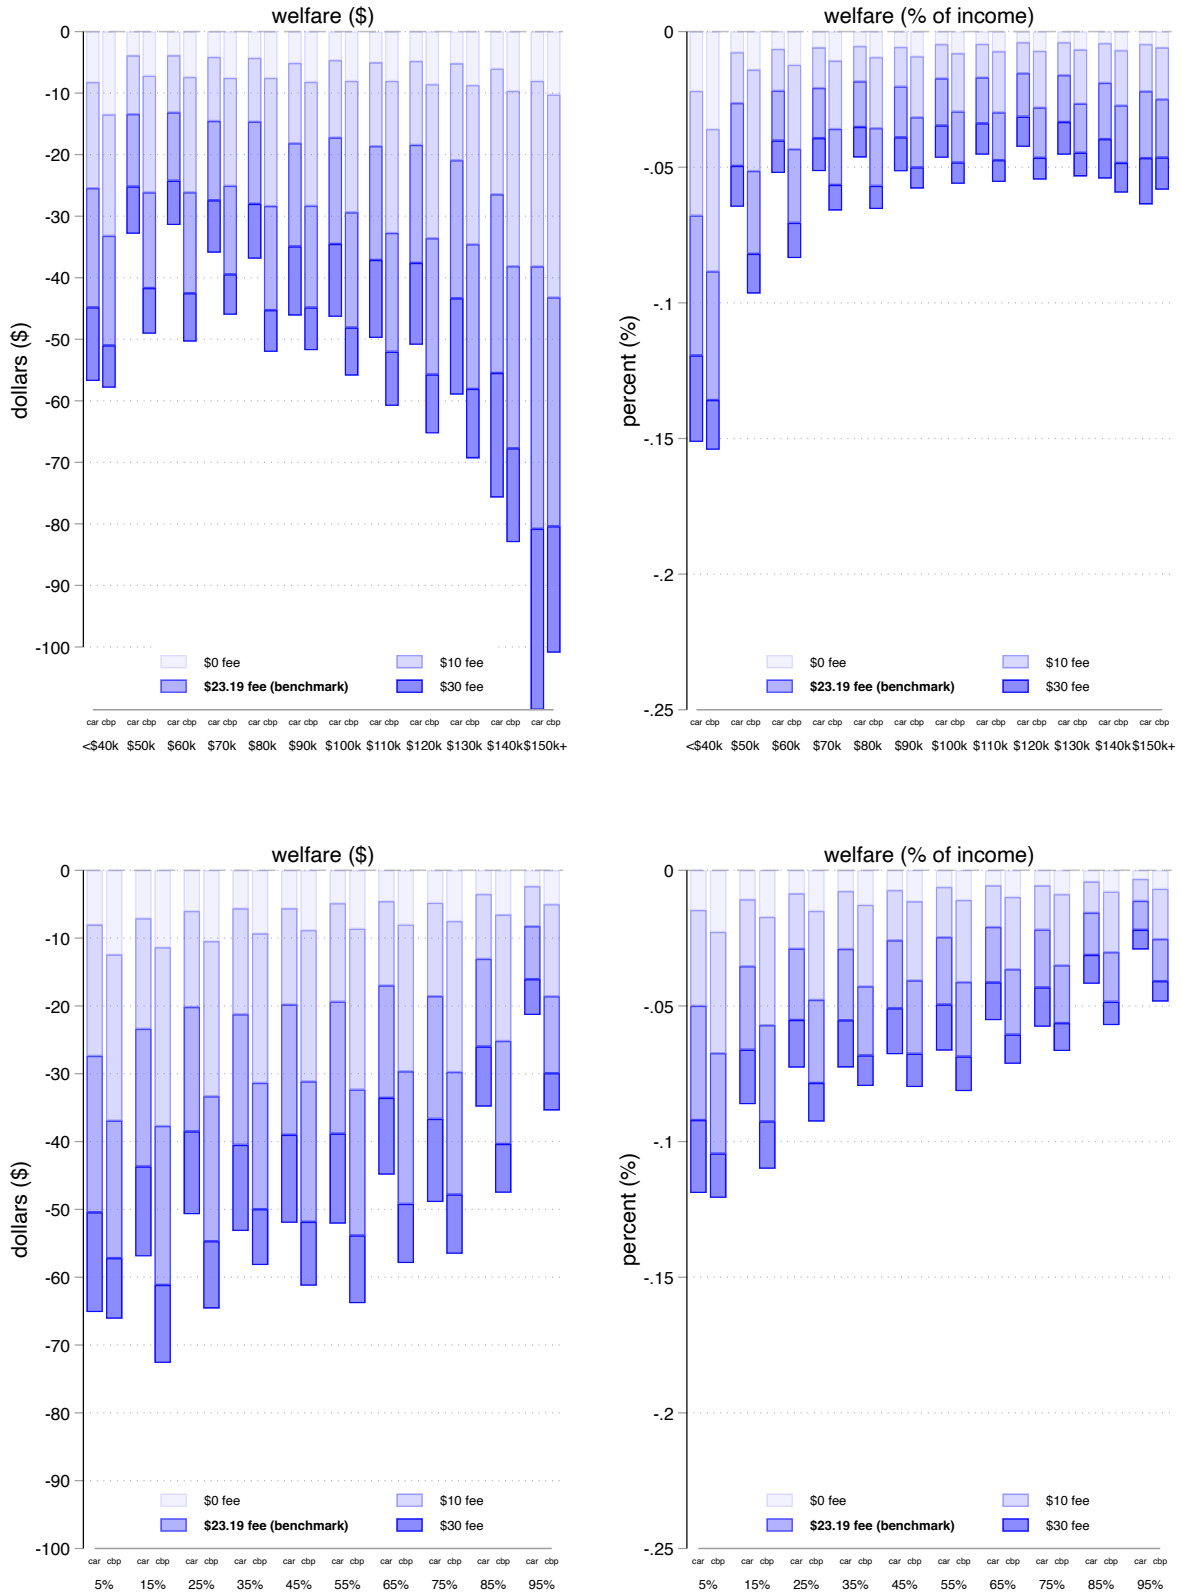 welfare ($)
0
-10
-20
-30
-40
-50
-60
-70
-80
-90
-100
dollars ($)
$0 fee $10 fee
$23.19 fee (benchmark) $30 fee
car cbp car cbp car cbp car cbp car cbp car cbp car cbp car cbp car cbp car cbp car cbp car cbp
<$40k $50k $60k $70k $80k $90k $100k $110k $120k $130k $140k $150k+
welfare (% of income)
0
-.05
-.1
-.15
-.2
-.25
percent (%)
$0 fee $10 fee
$23.19 fee (benchmark) $30 fee
car cbp car cbp car cbp car cbp car cbp car cbp car cbp car cbp car cbp car cbp car cbp car cbp
<$40k $50k $60k $70k $80k $90k $100k $110k $120k $130k $140k $150k+
welfare ($)
0
-10
-20
-30
-40
-50
-60
-70
-80
-90
-100
dollars ($)
$0 fee $10 fee
$23.19 fee (benchmark) $30 fee
car cbp car cbp car cbp car cbp car cbp car cbp car cbp car cbp car cbp car cbp
5% 15% 25% 35% 45% 55% 65% 75% 85% 95%
welfare (% of income)
0
-.05
-.1
-.15
-.2
-.25
percent (%)
$0 fee $10 fee
$23.19 fee (benchmark) $30 fee
car cbp car cbp car cbp car cbp car cbp car cbp car cbp car cbp car cbp car cbp
5% 15% 25% 35% 45% 55% 65% 75% 85% 95%